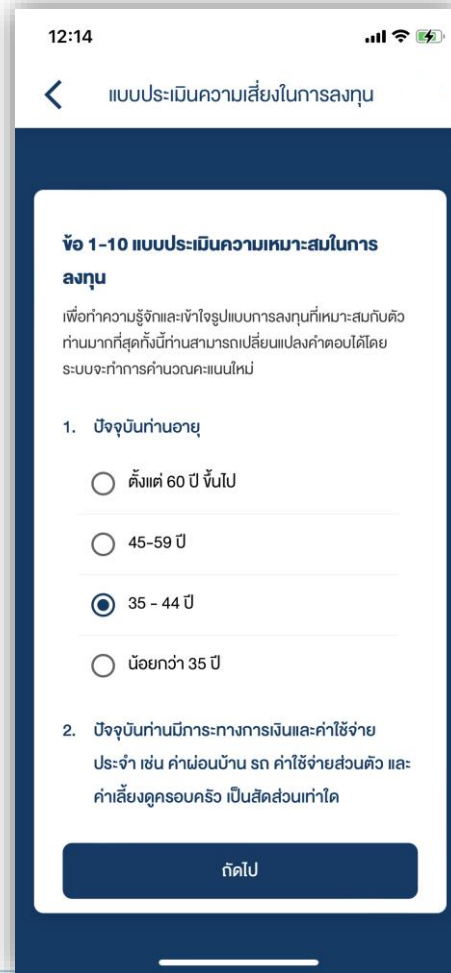 12:14
แบบประเมินความเสี่ยงในการลงทุน
ข้อ 1-10 แบบประเมินความเหมาะสมในการ
ลงทุน
เพื่อทำความรู้จักและเข้าใจรูปแบบการลงทุนที่เหมาะสมกับตัว
ท่านมากที่สุดทั้งนี้ท่านสามารถเปลี่ยนแปลงคำตอบได้โดย
ระบบจะทำการคำนวณคะแนนใหม่
1. ปัจจุบันท่านอายุ
ตั้งแต่ 60 ปี ขึ้นไป
45-59 ปี
35 - 44 ปี
น้อยกว่า 35 ปี
2. ปัจจุบันท่านมีภาระทางการเงินและค่าใช้จ่าย
ประจำ เช่น ค่าผ่อนบ้าน รถ ค่าใช้จ่ายส่วนตัว และ
ค่าเลี้ยงดูครอบครัว เป็นสัดส่วนเท่าใด
ถัดไป